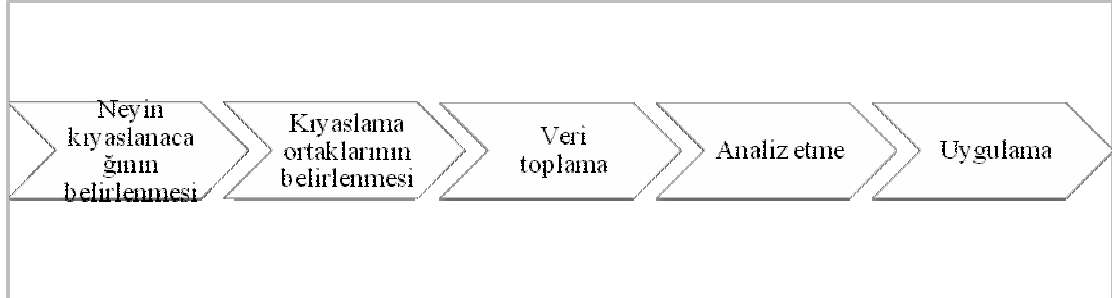 Neyin
kıyaslanaca
ğının
belirlenmesi
Kıyaslama
ortaklarının
belirlenmesi
Veri
toplama
Analiz etme
Uygulama